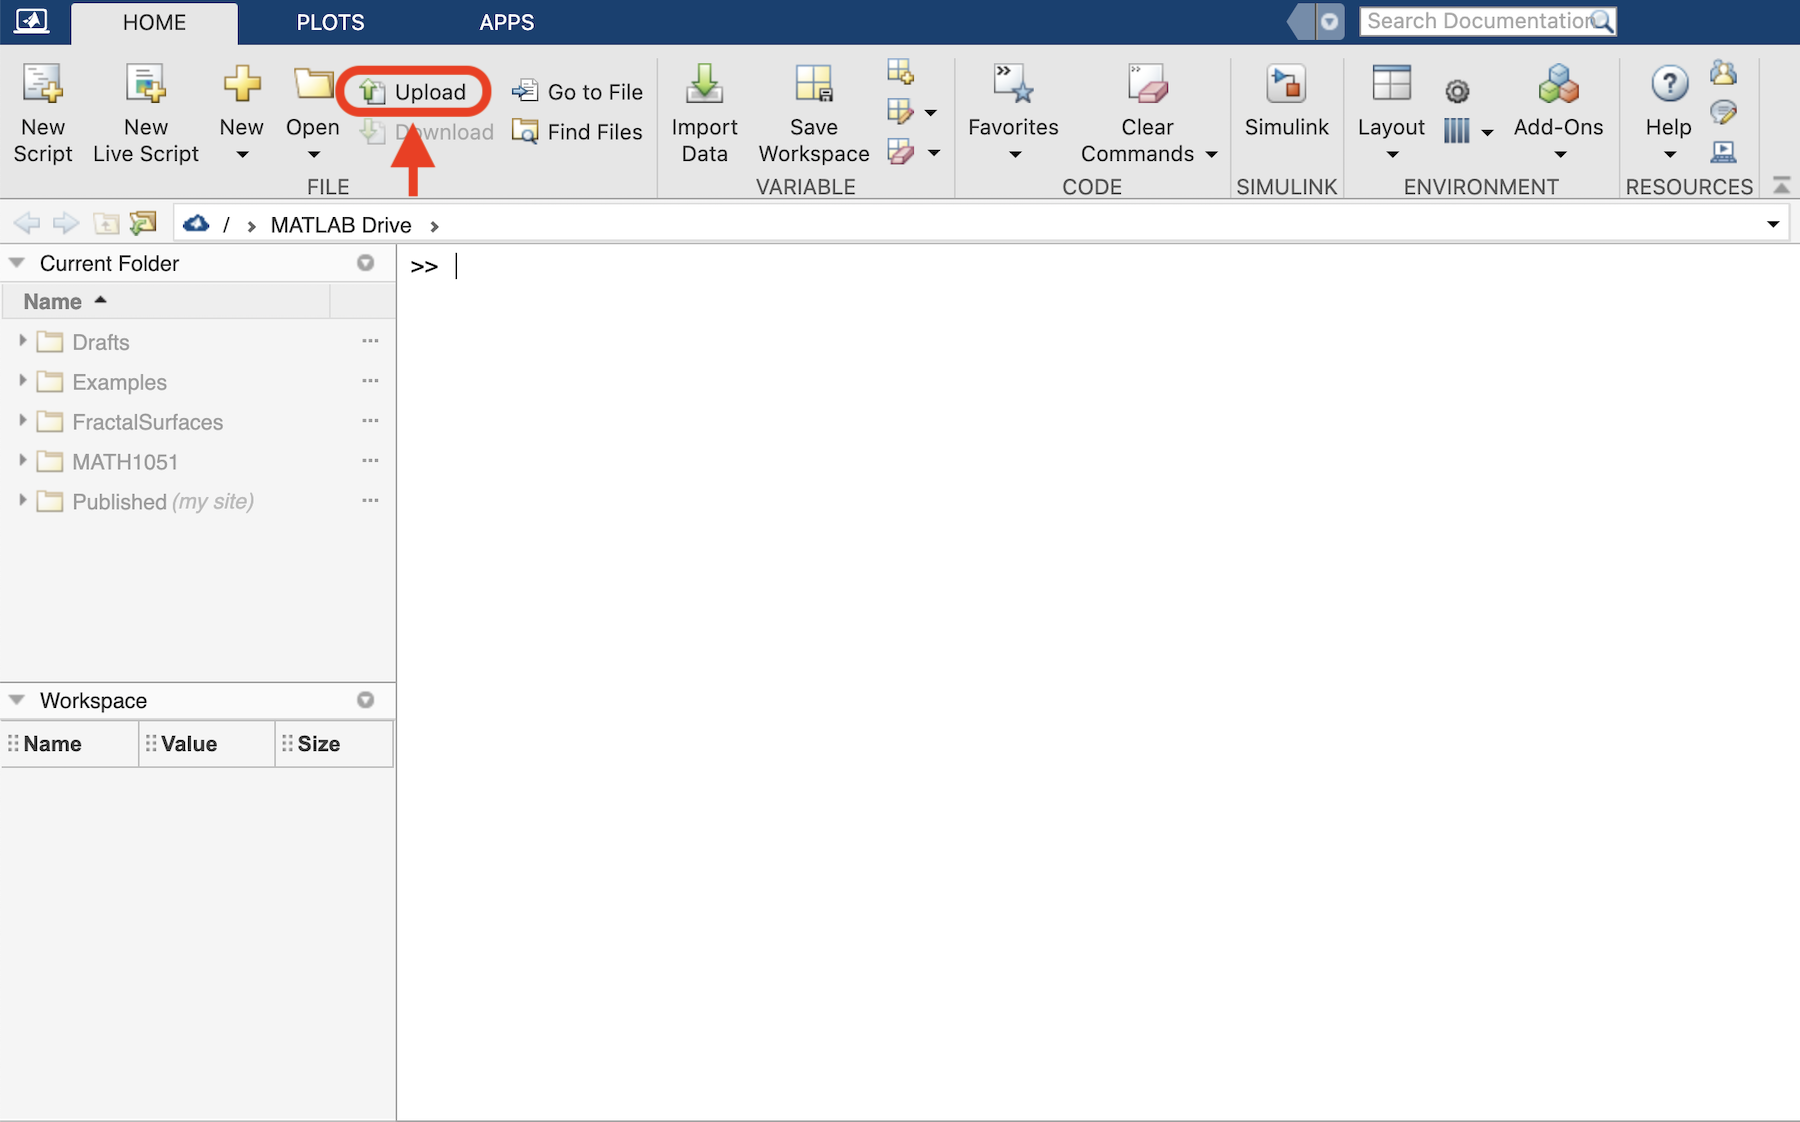 HOME PLOTS APPS Search Documentation
Upload Go to File
Download Find Files
New Script
New Live Script
New
Open
FILE
Import Data
Save Workspace
VARIABLE
Favorites
Clear Commands
CODE
Simulink
SIMULINK
Layout
Add-Ons
ENVIRONMENT
Help
RESOURCES
/ › MATLAB Drive ›
Current Folder
Name
Drafts ...
Examples ...
FractalSurfaces ...
MATH1051 ...
Published (my site) ...
>>
Workspace
Name Value Size